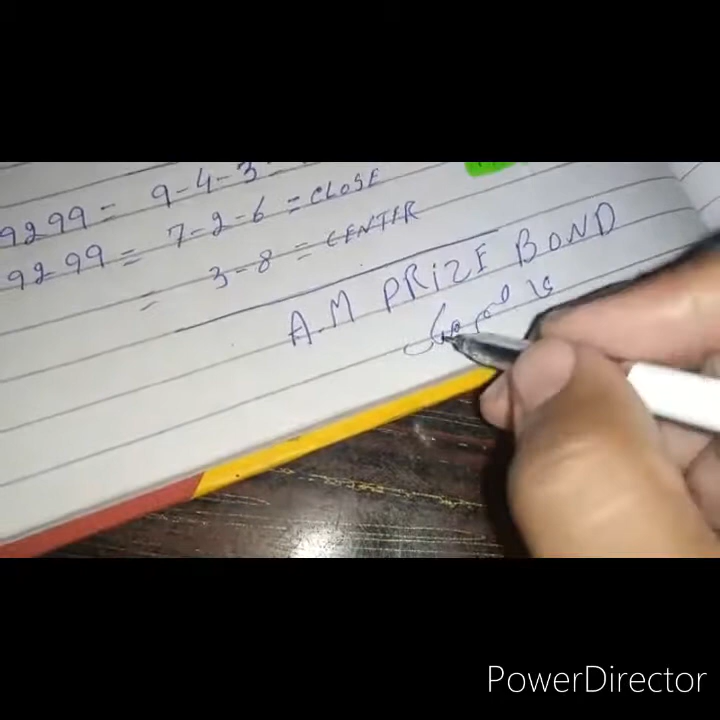 9299 = 9-4-3 =
9299 = 7-2-6 = CLOSE
= 3-8 = CENTER
A.M PRIZE BOND
PowerDirector